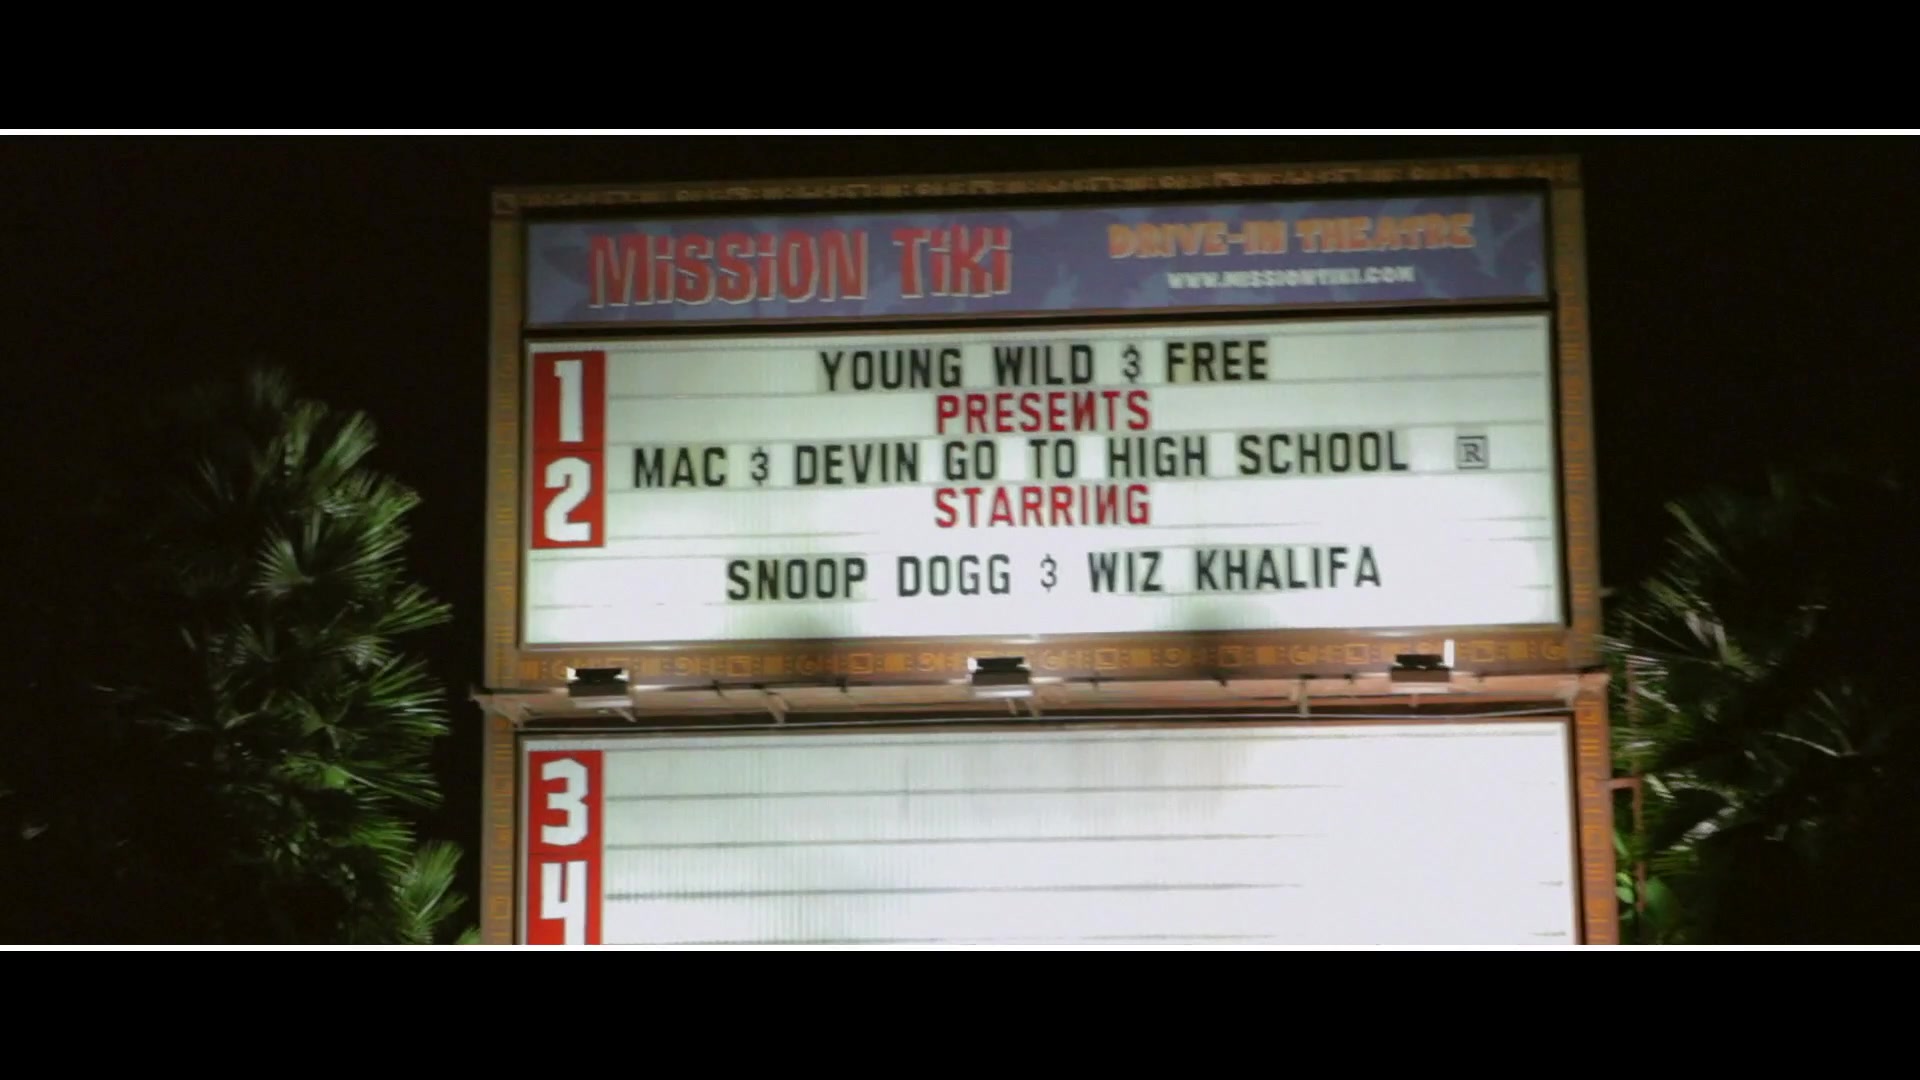 MiSSiON TiKi
DRIVE-IN THEATRE
WWW.MISSIONTIKI.COM
1
YOUNG WILD & FREE
PRESENTS
MAC & DEVIN GO TO HIGH SCHOOL R
2
STARRING
SNOOP DOGG & WIZ KHALIFA
3
4